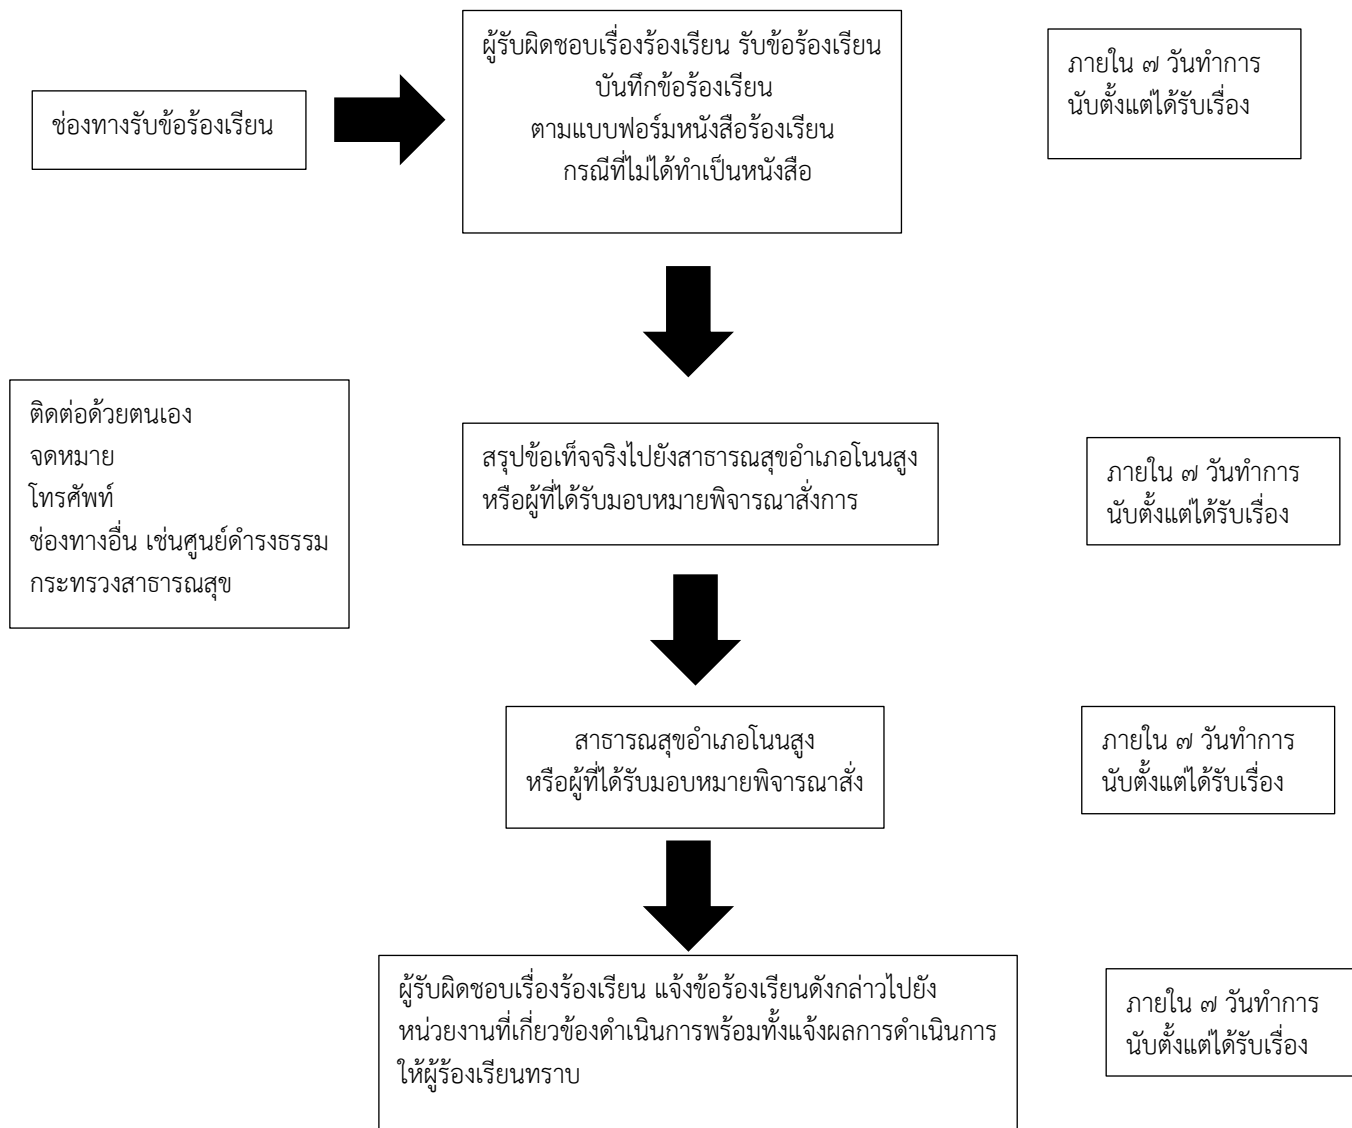 ช่องทางรับข้อร้องเรียน
ผู้รับผิดชอบเรื่องร้องเรียน รับข้อร้องเรียน
บันทึกข้อร้องเรียน
ตามแบบฟอร์มหนังสือร้องเรียน
กรณีที่ไม่ได้ทำเป็นหนังสือ
ภายใน ๗ วันทำการ
นับตั้งแต่ได้รับเรื่อง
ติดต่อด้วยตนเอง
จดหมาย
โทรศัพท์
ช่องทางอื่น เช่นศูนย์ดำรงธรรม
กระทรวงสาธารณสุข
สรุปข้อเท็จจริงไปยังสาธารณสุขอำเภอโนนสูง
หรือผู้ที่ได้รับมอบหมายพิจารณาสั่งการ
ภายใน ๗ วันทำการ
นับตั้งแต่ได้รับเรื่อง
สาธารณสุขอำเภอโนนสูง
หรือผู้ที่ได้รับมอบหมายพิจารณาสั่ง
ภายใน ๗ วันทำการ
นับตั้งแต่ได้รับเรื่อง
ผู้รับผิดชอบเรื่องร้องเรียน แจ้งข้อร้องเรียนดังกล่าวไปยัง
หน่วยงานที่เกี่ยวข้องดำเนินการพร้อมทั้งแจ้งผลการดำเนินการ
ให้ผู้ร้องเรียนทราบ
ภายใน ๗ วันทำการ
นับตั้งแต่ได้รับเรื่อง